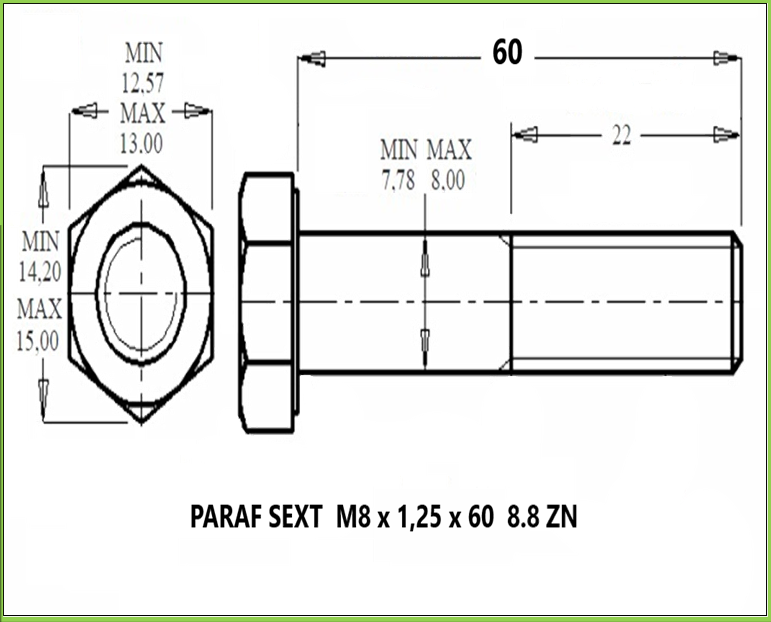 60
MIN
12,57
MAX
13.00
22
MIN MAX
7,78 8,00
MIN
14,20
MAX
15,00
PARAF SEXT M8 x 1,25 x 60 8.8 ZN